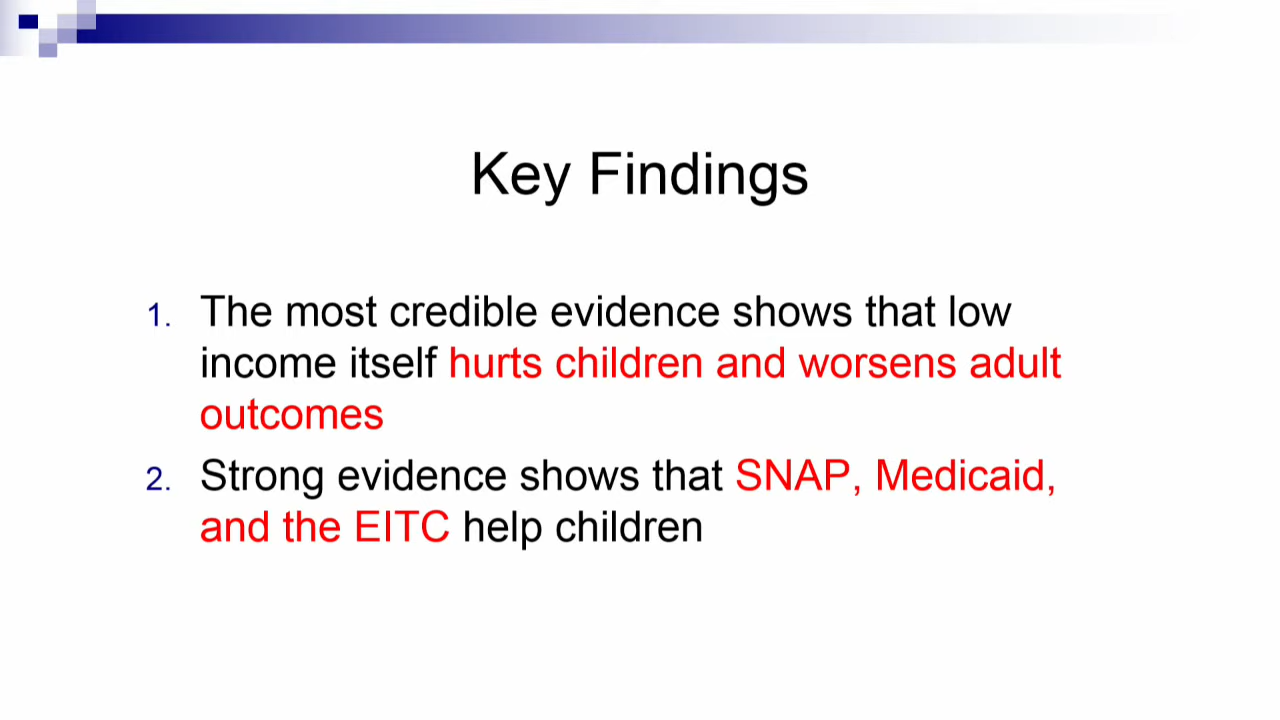 Key Findings
1. The most credible evidence shows that low
income itself hurts children and worsens adult
outcomes
2. Strong evidence shows that SNAP, Medicaid,
and the EITC help children